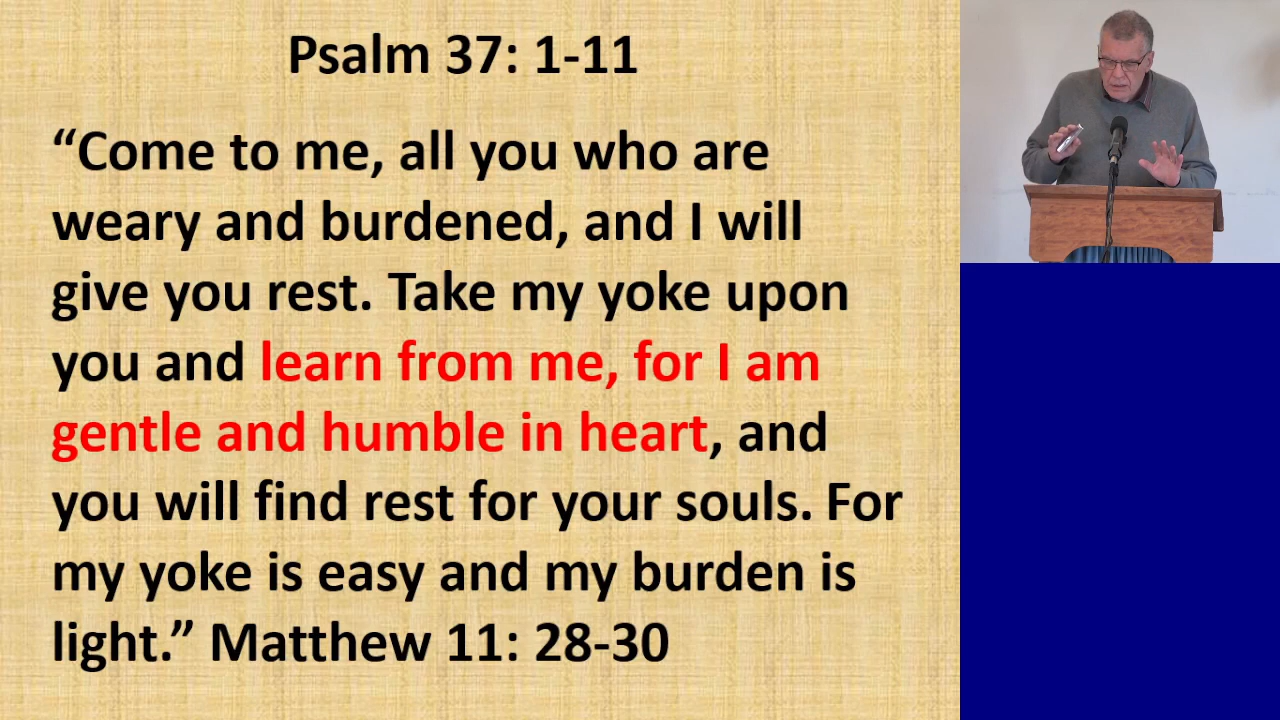 Psalm 37: 1-11
“Come to me, all you who are
weary and burdened, and I will
give you rest. Take my yoke upon
you and learn from me, for I am
gentle and humble in heart, and
you will find rest for your souls. For
my yoke is easy and my burden is
light.” Matthew 11: 28-30